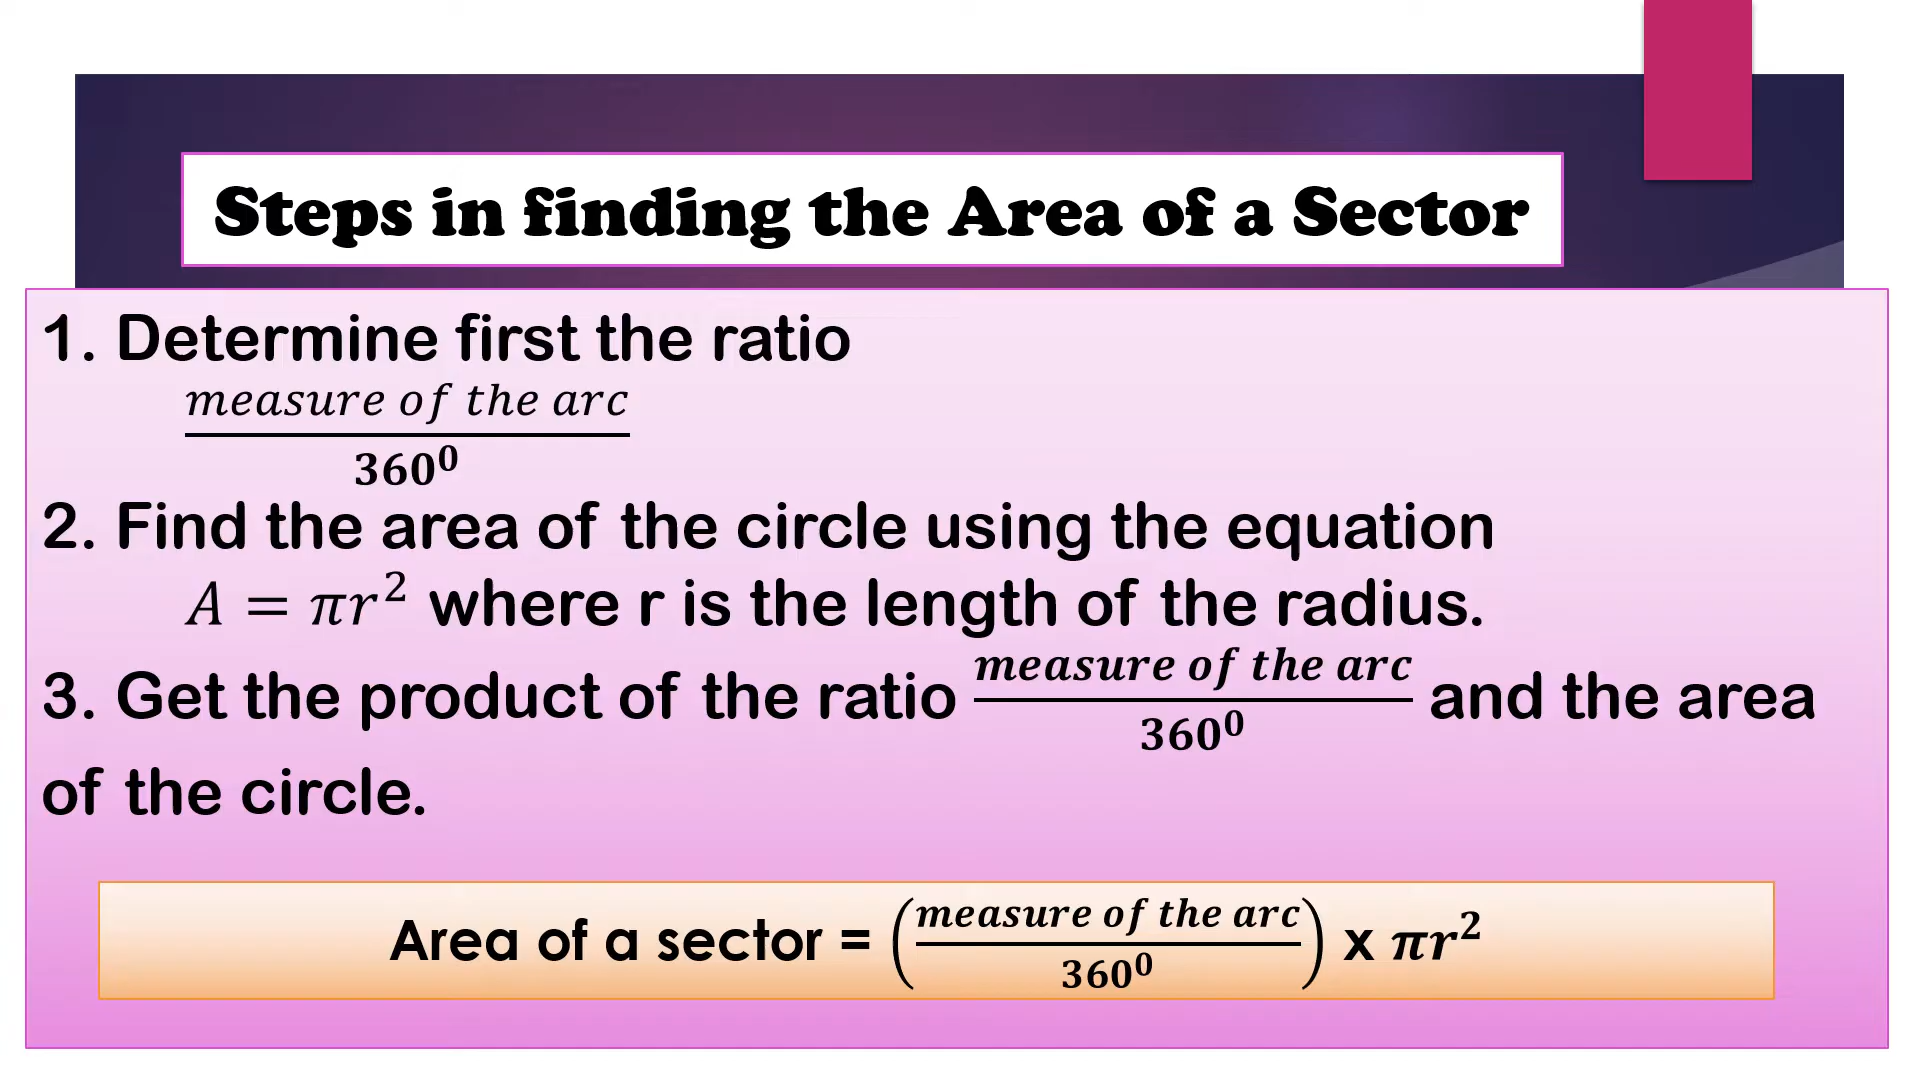 Steps in finding the Area of a Sector
1. Determine first the ratio
measure of the arc
360⁰
2. Find the area of the circle using the equation
A = πr² where r is the length of the radius.
3. Get the product of the ratio measure of the arc / 360⁰ and the area
of the circle.
Area of a sector = (measure of the arc / 360⁰) x πr²